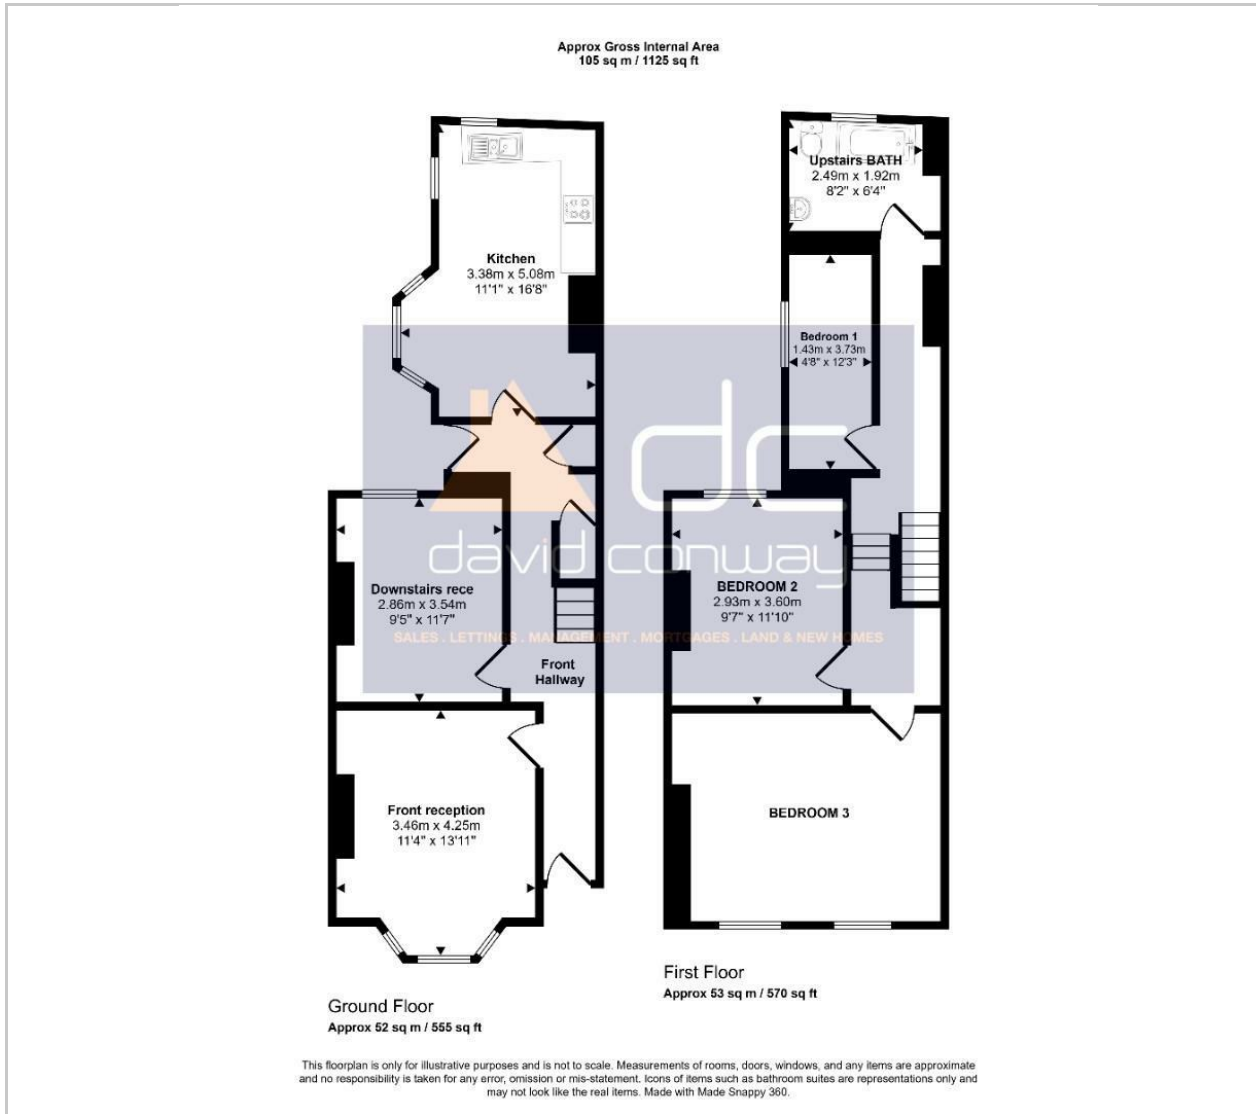 Approx Gross Internal Area
105 sq m / 1125 sq ft
Kitchen
3.38m x 5.08m
11'1" x 16'8"
Upstairs BATH
2.49m x 1.92m
8'2" x 6'4"
Bedroom 1
1.43m x 3.73m
4'8" x 12'3"
dc
david conway
SALES . LETTINGS . MANAGEMENT . MORTGAGES . LAND & NEW HOMES
Downstairs rece
2.86m x 3.54m
9'5" x 11'7"
BEDROOM 2
2.93m x 3.60m
9'7" x 11'10"
Front
Hallway
Front reception
3.46m x 4.25m
11'4" x 13'11"
BEDROOM 3
Ground Floor
Approx 52 sq m / 555 sq ft
First Floor
Approx 53 sq m / 570 sq ft
This floorplan is only for illustrative purposes and is not to scale. Measurements of rooms, doors, windows, and any items are approximate
and no responsibility is taken for any error, omission or mis-statement. Icons of items such as bathroom suites are representations only and
may not look like the real items. Made with Made Snappy 360.